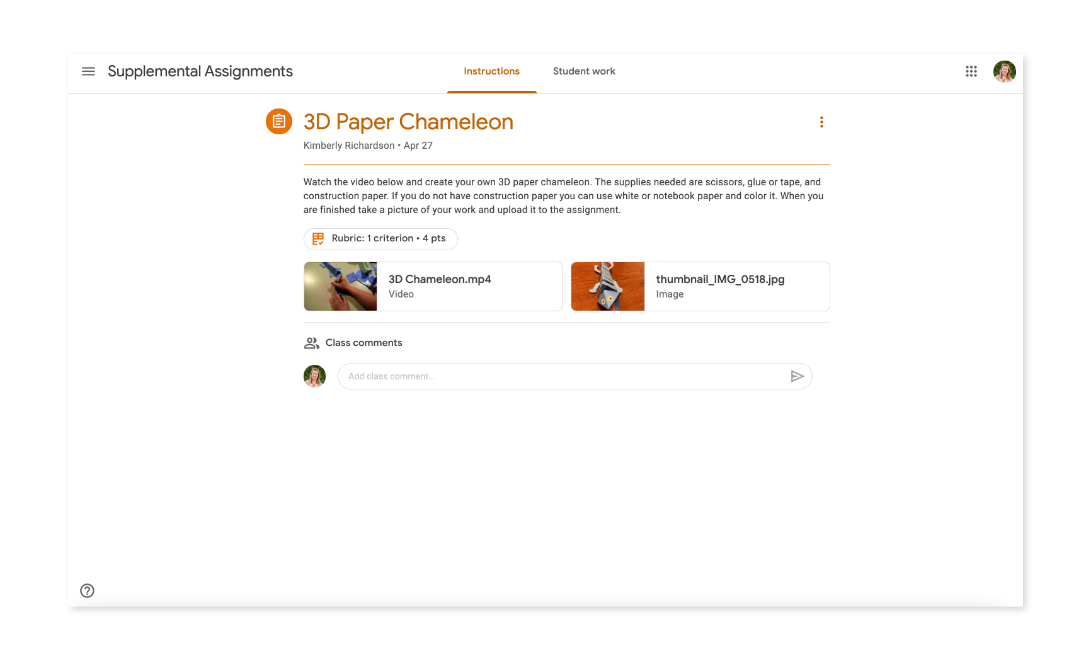 Supplemental Assignments
Instructions
Student work
3D Paper Chameleon
Kimberly Richardson • Apr 27
Watch the video below and create your own 3D paper chameleon. The supplies needed are scissors, glue or tape, and
construction paper. If you do not have construction paper you can use white or notebook paper and color it. When you
are finished take a picture of your work and upload it to the assignment.
Rubric: 1 criterion • 4 pts
3D Chameleon.mp4
Video
thumbnail_IMG_0518.jpg
Image
Class comments
Add class comment...